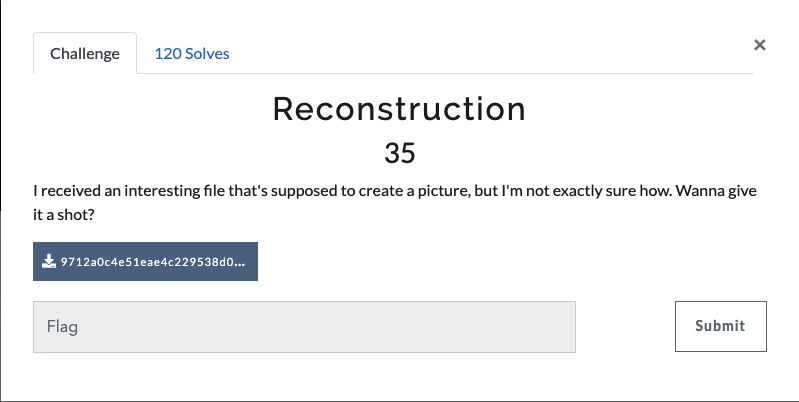 Challenge
120 Solves
×
Reconstruction
35
I received an interesting file that's supposed to create a picture, but I'm not exactly sure how. Wanna give
it a shot?
9712a0c4e51eae4c229538d0...
Flag
Submit